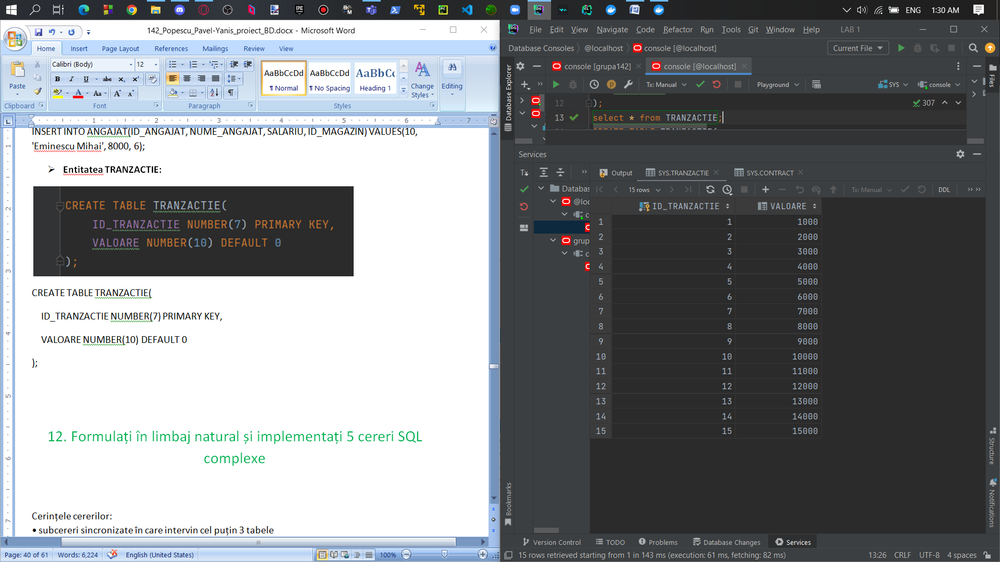 ENG
1:30 AM
142_Popescu_Pavel-Yanis_proiect_BD.docx - Microsoft Word
Home Insert Page Layout References Mailings Review View
Calibri (Body) 12
Paste
B I U abc x₂ x²
Aa A A
AaBbCcDd AaBbCcDd AaBbCc
¶ Normal ¶ No Spacing Heading 1
Change Styles
Editing
Clipboard Font Paragraph Styles
1 2 3 4 5 6 7
INSERT INTO ANGAJAT(ID_ANGAJAT, NUME_ANGAJAT, SALARIU, ID_MAGAZIN) VALUES(10,
'Eminescu Mihai', 8000, 6);
➢ Entitatea TRANZACTIE:
CREATE TABLE TRANZACTIE(
ID_TRANZACTIE NUMBER(7) PRIMARY KEY,
VALOARE NUMBER(10) DEFAULT 0
);
CREATE TABLE TRANZACTIE(
ID_TRANZACTIE NUMBER(7) PRIMARY KEY,
VALOARE NUMBER(10) DEFAULT 0
);
12. Formulați în limbaj natural și implementați 5 cereri SQL
complexe
Cerințele cererilor:
• subcereri sincronizate în care intervin cel puțin 3 tabele
Page: 40 of 61 Words: 6,224 English (United States) 100%
File Edit View Navigate Code Refactor Run Tools Git Window Help LAB 1
Database Consoles @localhost console [@localhost] Current File
console [grupa142] console [@localhost]
Tx: Manual Playground SYS console
12 );
307
13 select * from TRANZACTIE;
Database Explorer
Files
Services
Tx
Output SYS.TRANZACTIE SYS.CONTRACT
15 rows Tx: Manual DDL
Databas
@loc
c
grup
c
ID_TRANZACTIE VALOARE
1 1 1000
2 2 2000
3 3 3000
4 4 4000
5 5 5000
6 6 6000
7 7 7000
8 8 8000
9 9 9000
10 10 10000
11 11 11000
12 12 12000
13 13 13000
14 14 14000
15 15 15000
Bookmarks
Structure
Notifications
Version Control TODO Problems Database Changes Services
15 rows retrieved starting from 1 in 143 ms (execution: 61 ms, fetching: 82 ms)
13:26 CRLF UTF-8 4 spaces